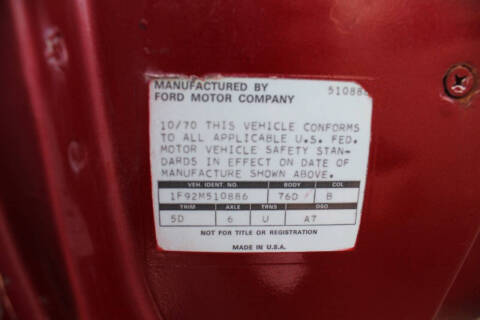 MANUFACTURED BY 510886
FORD MOTOR COMPANY
10/70 THIS VEHICLE CONFORMS
TO ALL APPLICABLE U.S. FED.
MOTOR VEHICLE SAFETY STAN-
DARDS IN EFFECT ON DATE OF
MANUFACTURE SHOWN ABOVE.
VEH. IDENT. NO. BODY COL
1F92M510886 76D B
TRIM AXLE TRNS DSO
5D 6 U A7
NOT FOR TITLE OR REGISTRATION
MADE IN U.S.A.